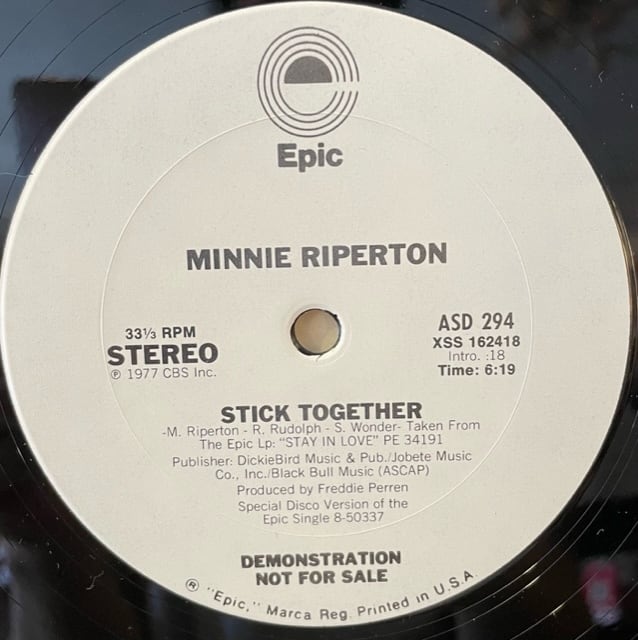 Epic
MINNIE RIPERTON
33⅓ RPM
STEREO
℗ 1977 CBS Inc.
ASD 294
XSS 162418
Intro. :18
Time: 6:19
STICK TOGETHER
-M. Riperton - R. Rudolph - S. Wonder- Taken From
The Epic Lp: "STAY IN LOVE" PE 34191
Publisher: DickieBird Music & Pub./Jobete Music
Co., Inc./Black Bull Music (ASCAP)
Produced by Freddie Perren
Special Disco Version of the
Epic Single 8-50337
DEMONSTRATION
NOT FOR SALE
® "Epic," Marca Reg. Printed in U.S.A.